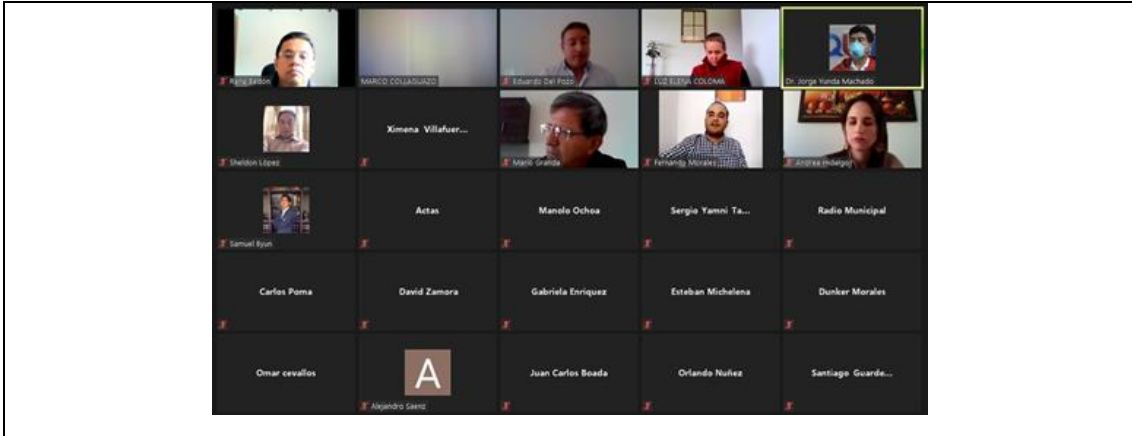 Rene Bedon
MARCO COLLAGUAZO
Eduardo Del Pozo
LUZ ELENA COLOMA
Dr. Jorge Yunda Machado
Sheldon López
Ximena Villafuer...
Mario Granda
Fernando Morales
Andrea Hidalgo
Samuel Byun
Actas
Manolo Ochoa
Sergio Yamni Ta...
Radio Municipal
Carlos Poma
David Zamora
Gabriela Enriquez
Esteban Michelena
Dunker Morales
Omar cevallos
A
Alejandro Saenz
Juan Carlos Boada
Orlando Nuñez
Santiago Guarde...